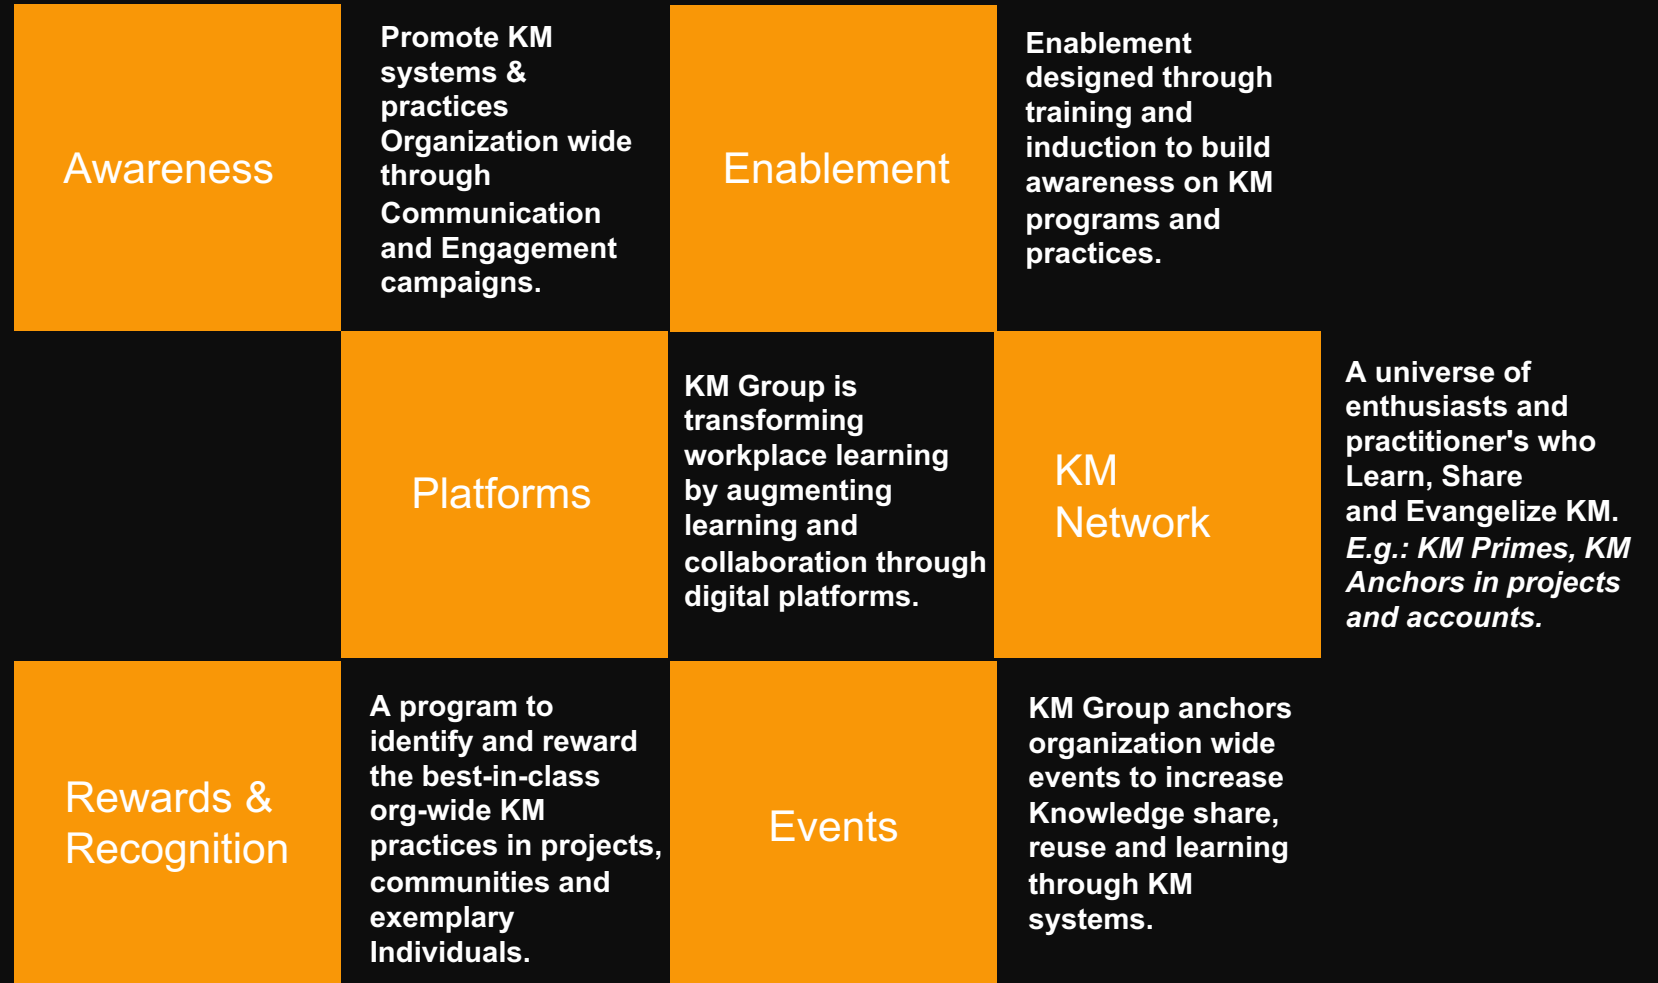 Awareness
Promote KM
systems &
practices
Organization wide
through
Communication
and Engagement
campaigns.
Enablement
Enablement
designed through
training and
induction to build
awareness on KM
programs and
practices.
Platforms
KM Group is
transforming
workplace learning
by augmenting
learning and
collaboration through
digital platforms.
KM
Network
A universe of
enthusiasts and
practitioner's who
Learn, Share
and Evangelize KM.
E.g.: KM Primes, KM
Anchors in projects
and accounts.
Rewards &
Recognition
A program to
identify and reward
the best-in-class
org-wide KM
practices in projects,
communities and
exemplary
Individuals.
Events
KM Group anchors
organization wide
events to increase
Knowledge share,
reuse and learning
through KM
systems.